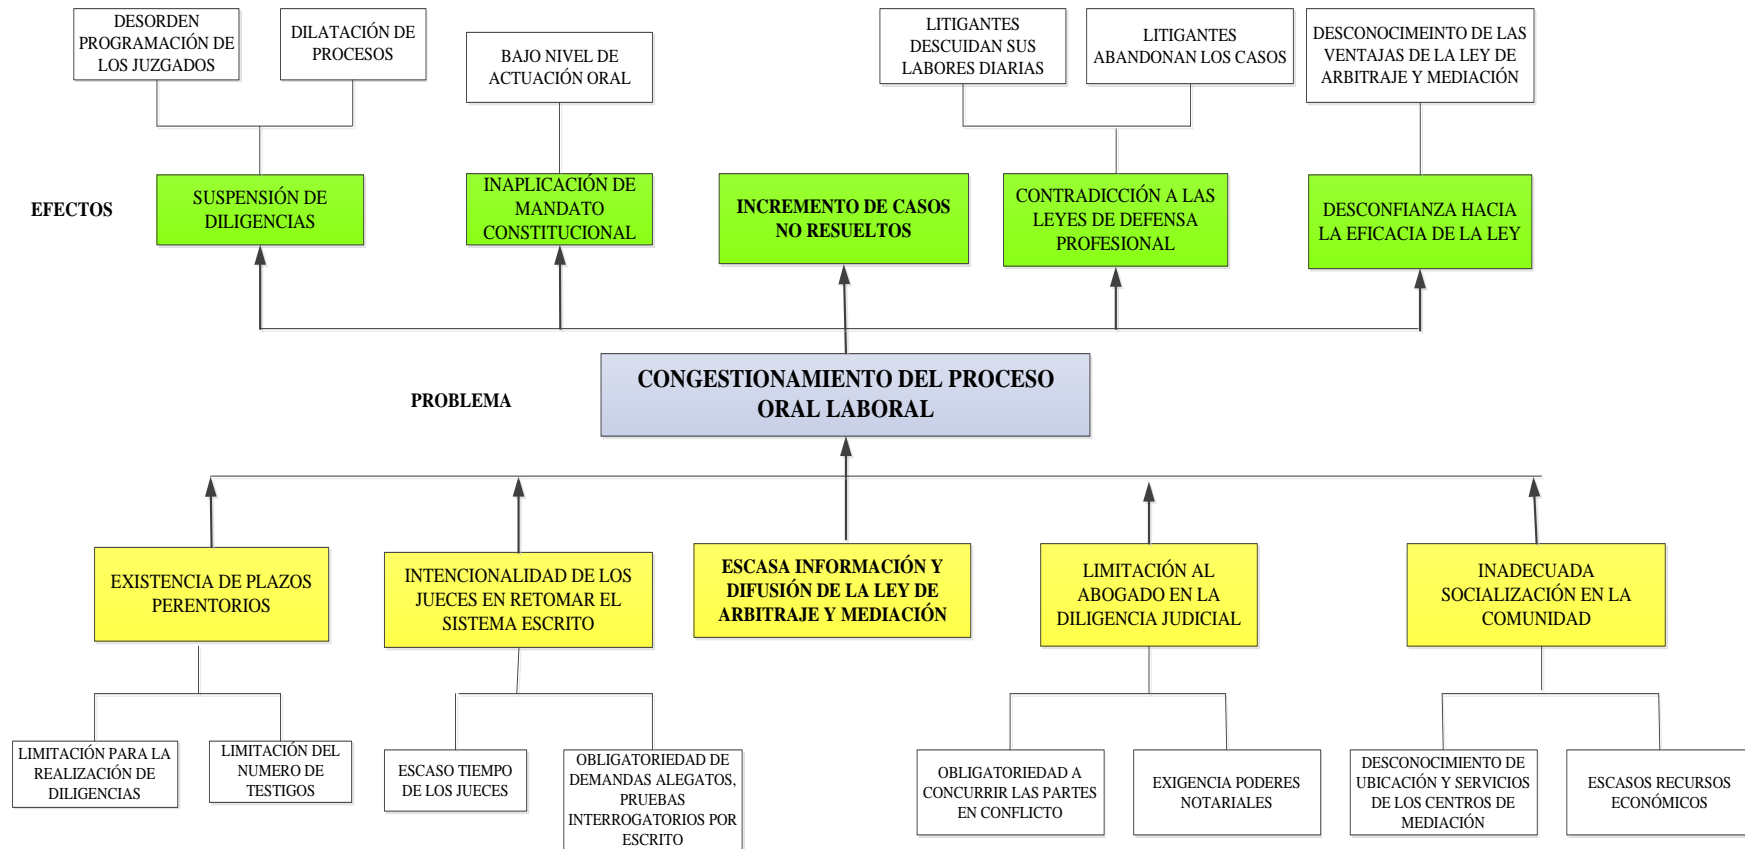 DESORDEN
PROGRAMACIÓN DE
LOS JUZGADOS
DILATACIÓN DE
PROCESOS
BAJO NIVEL DE
ACTUACIÓN ORAL
LITIGANTES
DESCUIDAN SUS
LABORES DIARIAS
LITIGANTES
ABANDONAN LOS CASOS
DESCONOCIMEINTO DE LAS
VENTAJAS DE LA LEY DE
ARBITRAJE Y MEDIACIÓN
EFECTOS
SUSPENSIÓN DE
DILIGENCIAS
INAPLICACIÓN DE
MANDATO
CONSTITUCIONAL
INCREMENTO DE CASOS
NO RESUELTOS
CONTRADICCIÓN A LAS
LEYES DE DEFENSA
PROFESIONAL
DESCONFIANZA HACIA
LA EFICACIA DE LA LEY
PROBLEMA
CONGESTIONAMIENTO DEL PROCESO
ORAL LABORAL
EXISTENCIA DE PLAZOS
PERENTORIOS
INTENCIONALIDAD DE LOS
JUECES EN RETOMAR EL
SISTEMA ESCRITO
ESCASA INFORMACIÓN Y
DIFUSIÓN DE LA LEY DE
ARBITRAJE Y MEDIACIÓN
LIMITACIÓN AL
ABOGADO EN LA
DILIGENCIA JUDICIAL
INADECUADA
SOCIALIZACIÓN EN LA
COMUNIDAD
LIMITACIÓN PARA LA
REALIZACIÓN DE
DILIGENCIAS
LIMITACIÓN DEL
NUMERO DE
TESTIGOS
ESCASO TIEMPO
DE LOS JUECES
OBLIGATORIEDAD DE
DEMANDAS ALEGATOS,
PRUEBAS
INTERROGATORIOS POR
ESCRITO
OBLIGATORIEDAD A
CONCURRIR LAS PARTES
EN CONFLICTO
EXIGENCIA PODERES
NOTARIALES
DESCONOCIMIENTO DE
UBICACIÓN Y SERVICIOS
DE LOS CENTROS DE
MEDIACIÓN
ESCASOS RECURSOS
ECONÓMICOS